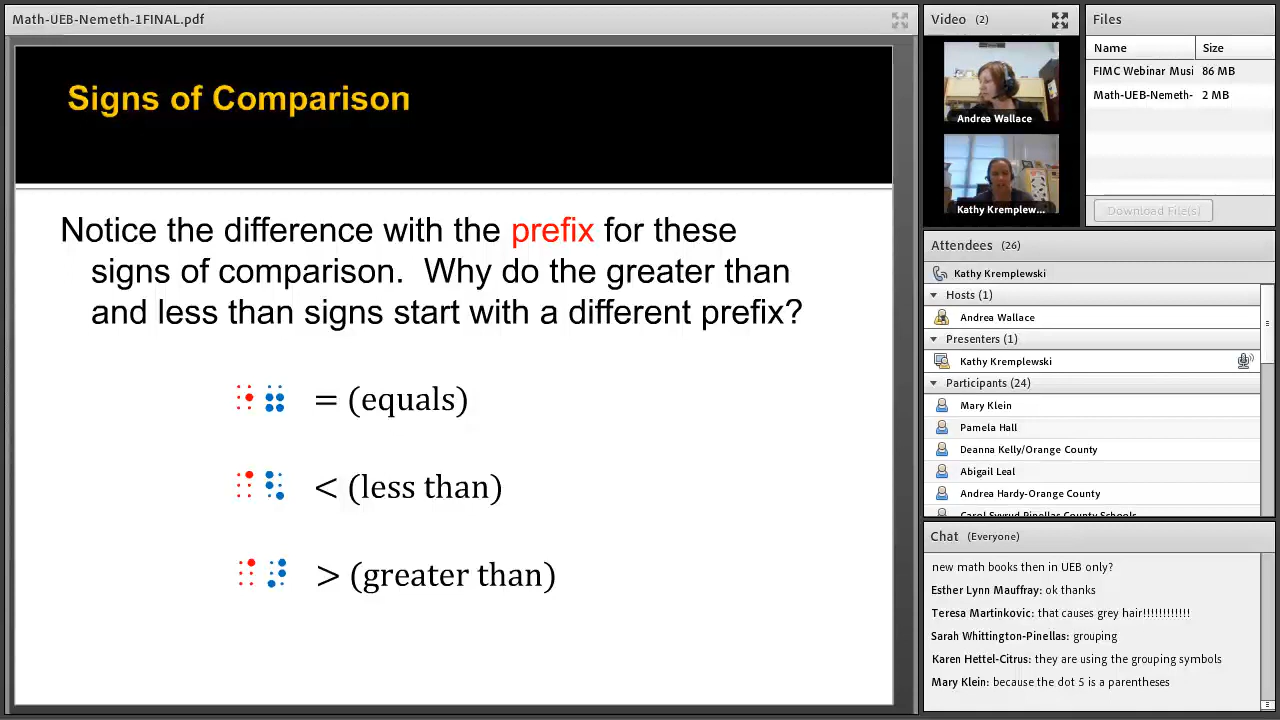 Math-UEB-Nemeth-1FINAL.pdf
Signs of Comparison
Notice the difference with the prefix for these
signs of comparison. Why do the greater than
and less than signs start with a different prefix?
⠐⠶ = (equals)
⠈⠣ < (less than)
⠈⠜ > (greater than)
Video (2)
Andrea Wallace
Kathy Kremplew...
Files
Name Size
FIMC Webinar Musi 86 MB
Math-UEB-Nemeth- 2 MB
Download File(s)
Attendees (26)
Kathy Kremplewski
Hosts (1)
Andrea Wallace
Presenters (1)
Kathy Kremplewski
Participants (24)
Mary Klein
Pamela Hall
Deanna Kelly/Orange County
Abigail Leal
Andrea Hardy-Orange County
Carol Syvrud Pinellas County Schools
Chat (Everyone)
new math books then in UEB only?
Esther Lynn Mauffray: ok thanks
Teresa Martinkovic: that causes grey hair!!!!!!!!!!!!
Sarah Whittington-Pinellas: grouping
Karen Hettel-Citrus: they are using the grouping symbols
Mary Klein: because the dot 5 is a parentheses